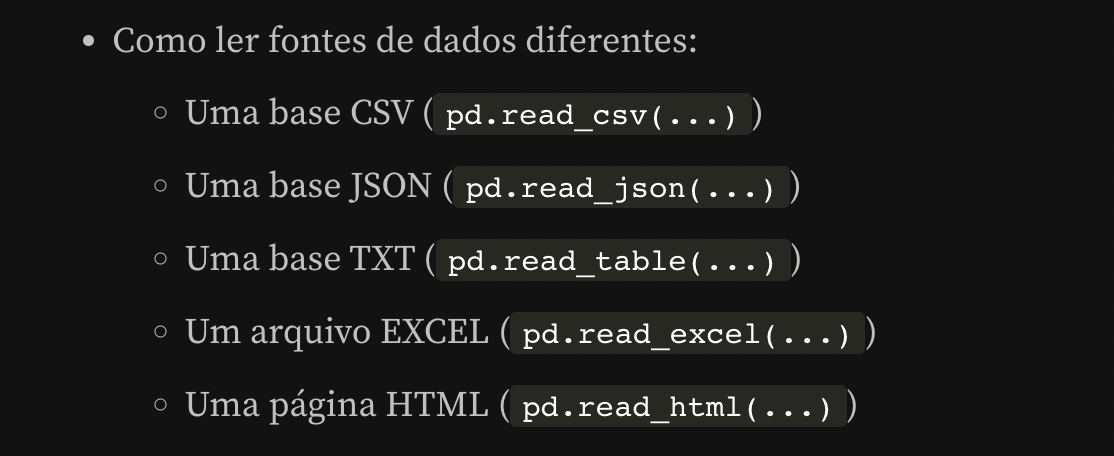 Como ler fontes de dados diferentes:
Uma base CSV ( pd.read_csv(...) )
Uma base JSON ( pd.read_json(...) )
Uma base TXT ( pd.read_table(...) )
Um arquivo EXCEL ( pd.read_excel(...) )
Uma página HTML ( pd.read_html(...) )